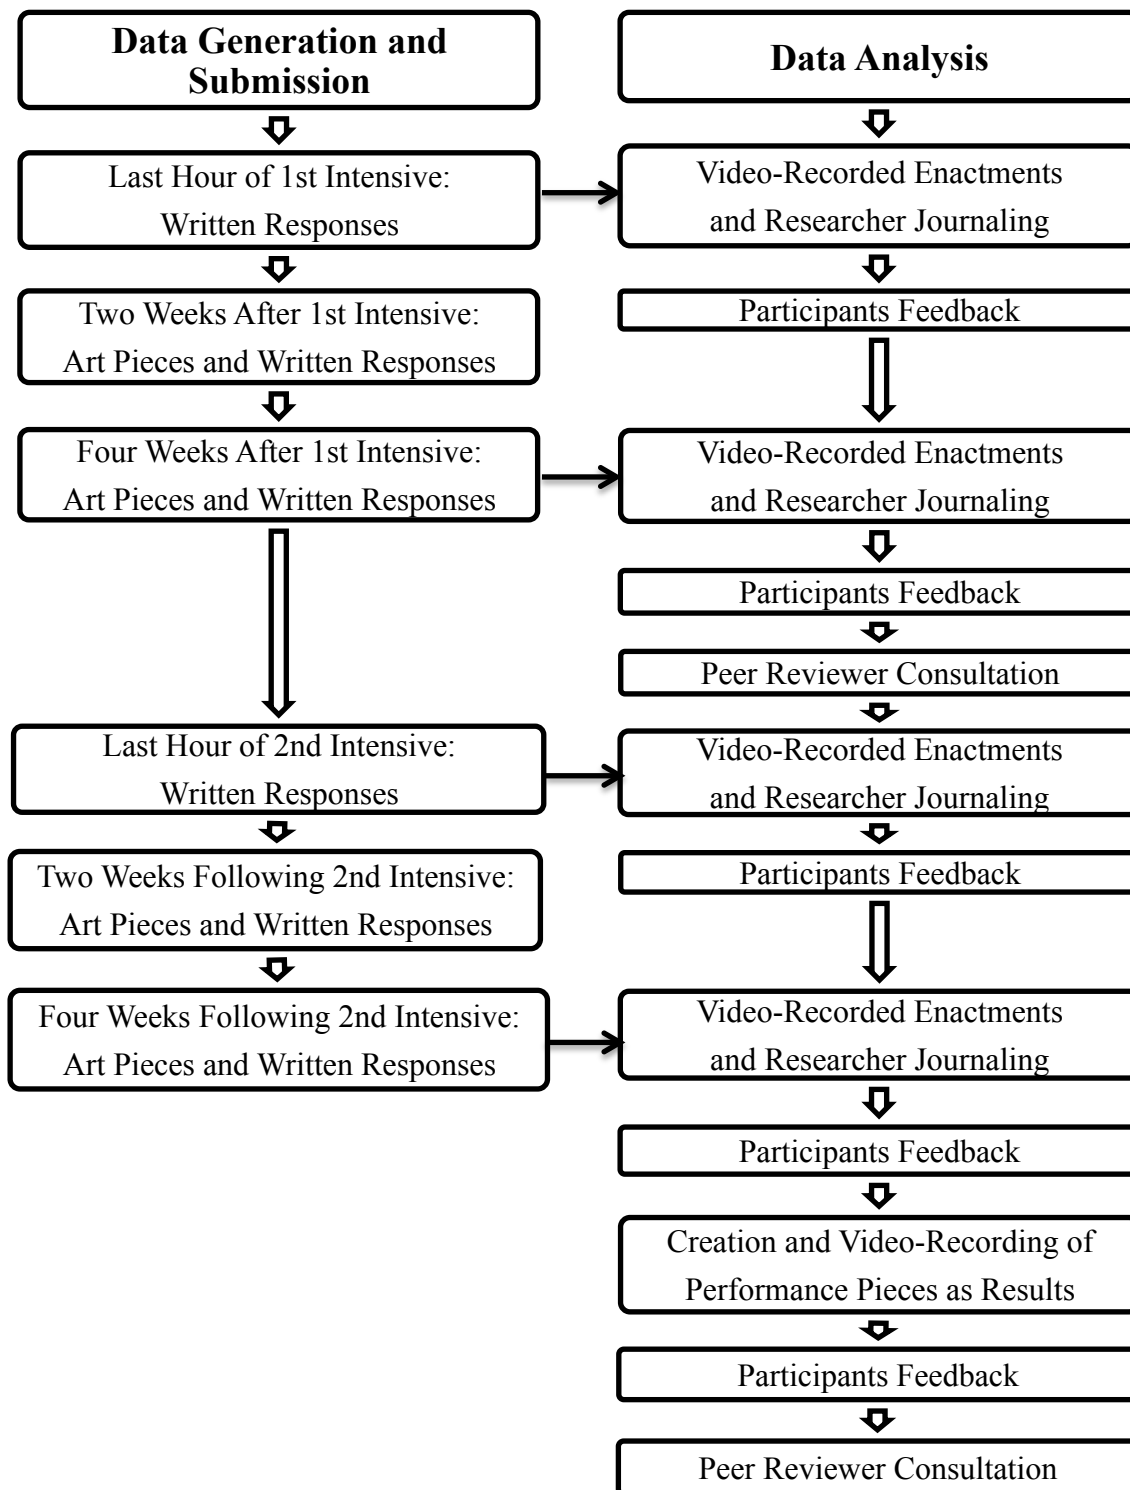 Data Generation and
Submission
Last Hour of 1st Intensive:
Written Responses
Two Weeks After 1st Intensive:
Art Pieces and Written Responses
Four Weeks After 1st Intensive:
Art Pieces and Written Responses
Last Hour of 2nd Intensive:
Written Responses
Two Weeks Following 2nd Intensive:
Art Pieces and Written Responses
Four Weeks Following 2nd Intensive:
Art Pieces and Written Responses
Data Analysis
Video-Recorded Enactments
and Researcher Journaling
Participants Feedback
Video-Recorded Enactments
and Researcher Journaling
Participants Feedback
Peer Reviewer Consultation
Video-Recorded Enactments
and Researcher Journaling
Participants Feedback
Video-Recorded Enactments
and Researcher Journaling
Participants Feedback
Creation and Video-Recording of
Performance Pieces as Results
Participants Feedback
Peer Reviewer Consultation